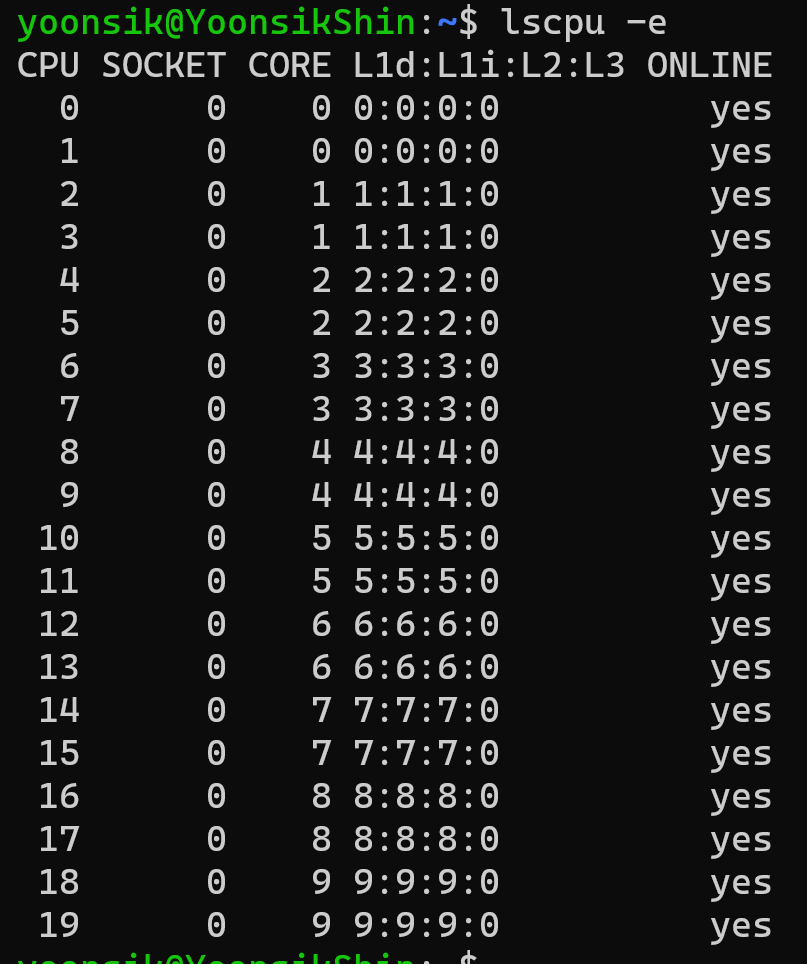 yoonsik@YoonsikShin:~$ lscpu -e
CPU SOCKET CORE L1d:L1i:L2:L3 ONLINE
0 0 0 0:0:0:0 yes
1 0 0 0:0:0:0 yes
2 0 1 1:1:1:0 yes
3 0 1 1:1:1:0 yes
4 0 2 2:2:2:0 yes
5 0 2 2:2:2:0 yes
6 0 3 3:3:3:0 yes
7 0 3 3:3:3:0 yes
8 0 4 4:4:4:0 yes
9 0 4 4:4:4:0 yes
10 0 5 5:5:5:0 yes
11 0 5 5:5:5:0 yes
12 0 6 6:6:6:0 yes
13 0 6 6:6:6:0 yes
14 0 7 7:7:7:0 yes
15 0 7 7:7:7:0 yes
16 0 8 8:8:8:0 yes
17 0 8 8:8:8:0 yes
18 0 9 9:9:9:0 yes
19 0 9 9:9:9:0 yes